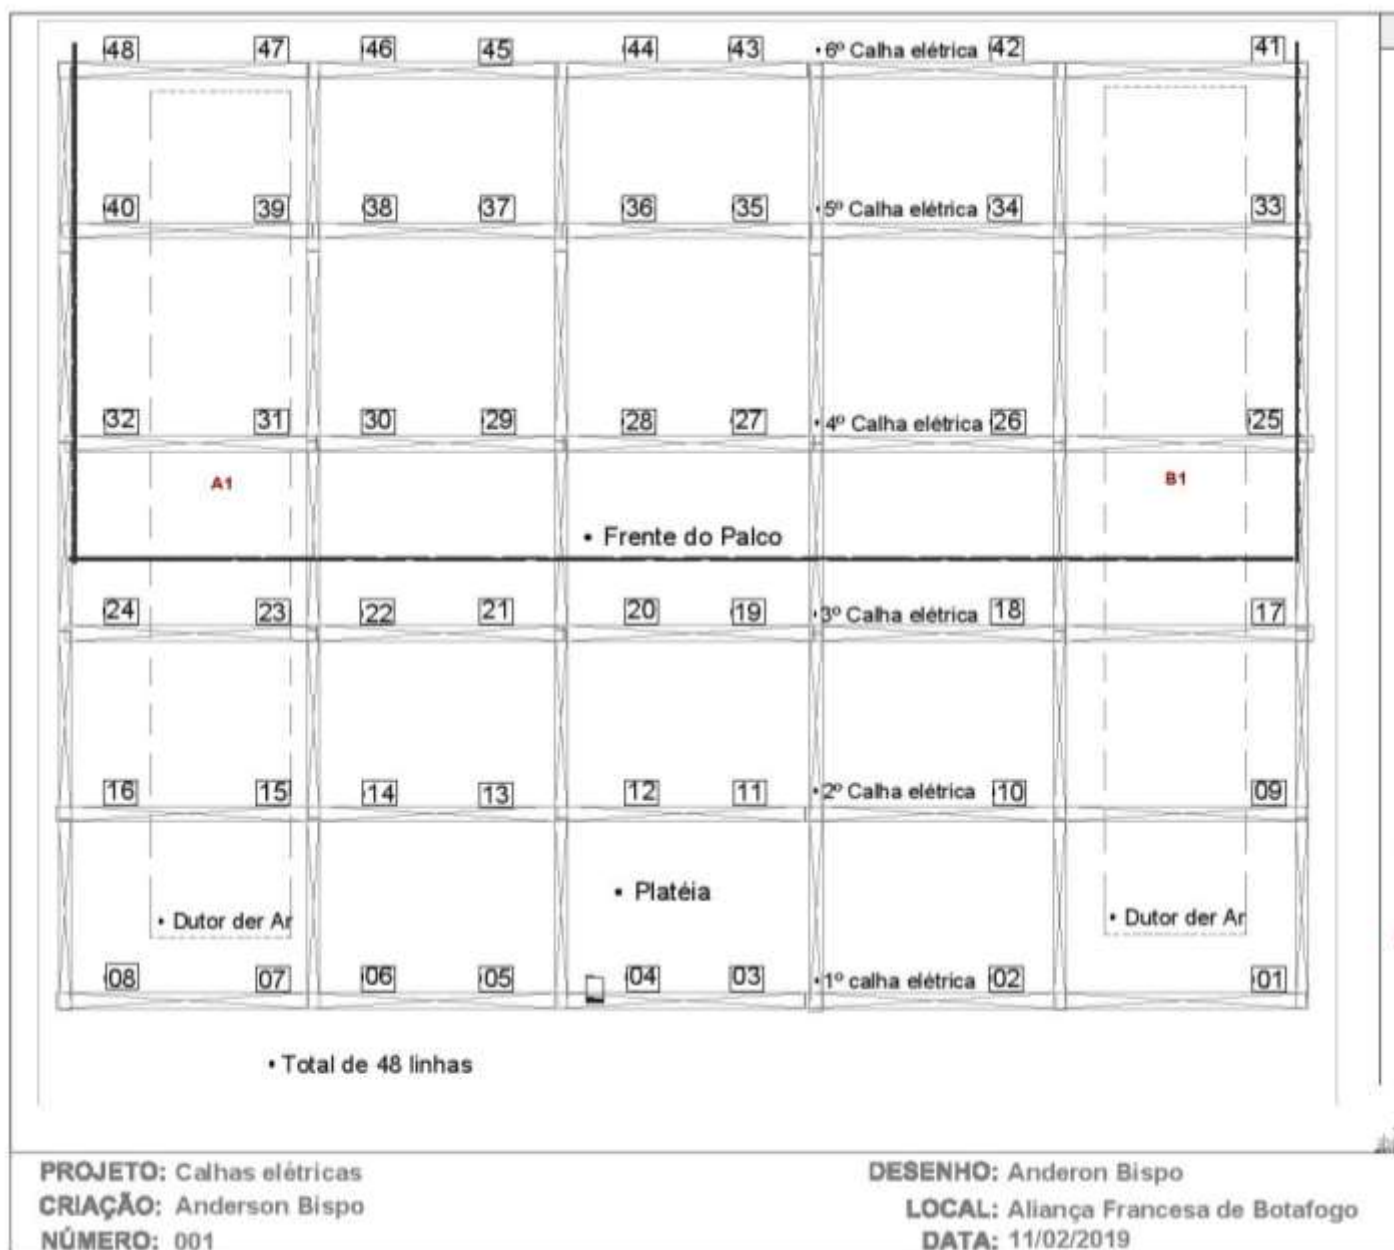 48 47 46 45 44 43 • 6º Calha elétrica 42 41
40 39 38 37 36 35 • 5º Calha elétrica 34 33
32 31 30 29 28 27 • 4º Calha elétrica 26 25
A1 B1
• Frente do Palco
24 23 22 21 20 19 • 3º Calha elétrica 18 17
16 15 14 13 12 11 • 2º Calha elétrica 10 09
• Platéia
• Dutor der Ar • Dutor der Ar
08 07 06 05 04 03 • 1º calha elétrica 02 01
• Total de 48 linhas
PROJETO: Calhas elétricas DESENHO: Anderon Bispo
CRIAÇÃO: Anderson Bispo LOCAL: Aliança Francesa de Botafogo
NÚMERO: 001 DATA: 11/02/2019